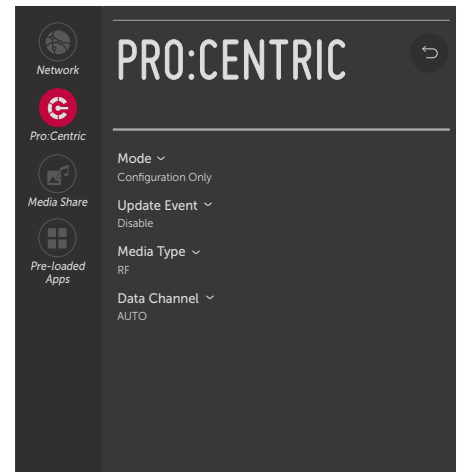 Network
Pro:Centric
Media Share
Pre-loaded
Apps
PRO:CENTRIC
Mode
Configuration Only
Update Event
Disable
Media Type
RF
Data Channel
AUTO